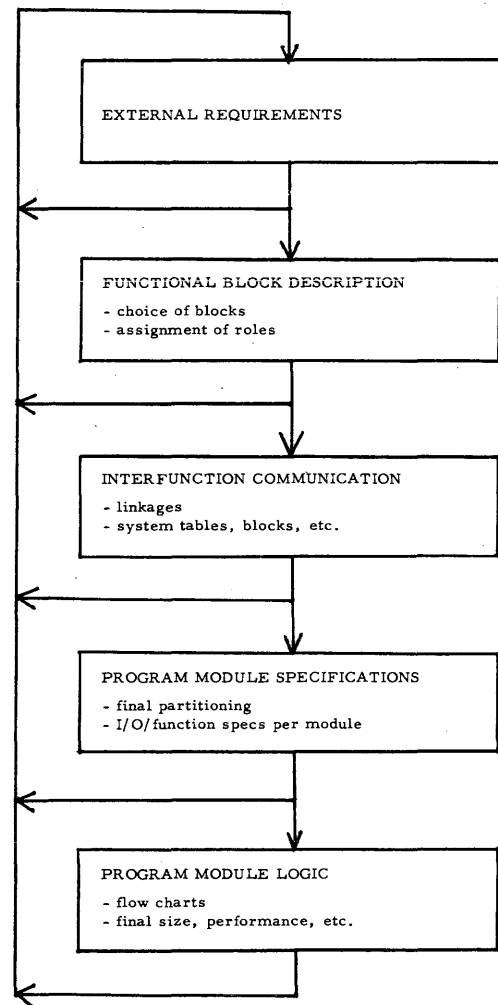 EXTERNAL REQUIREMENTS
FUNCTIONAL BLOCK DESCRIPTION
- choice of blocks
- assignment of roles
INTERFUNCTION COMMUNICATION
- linkages
- system tables, blocks, etc.
PROGRAM MODULE SPECIFICATIONS
- final partitioning
- I/O/function specs per module
PROGRAM MODULE LOGIC
- flow charts
- final size, performance, etc.